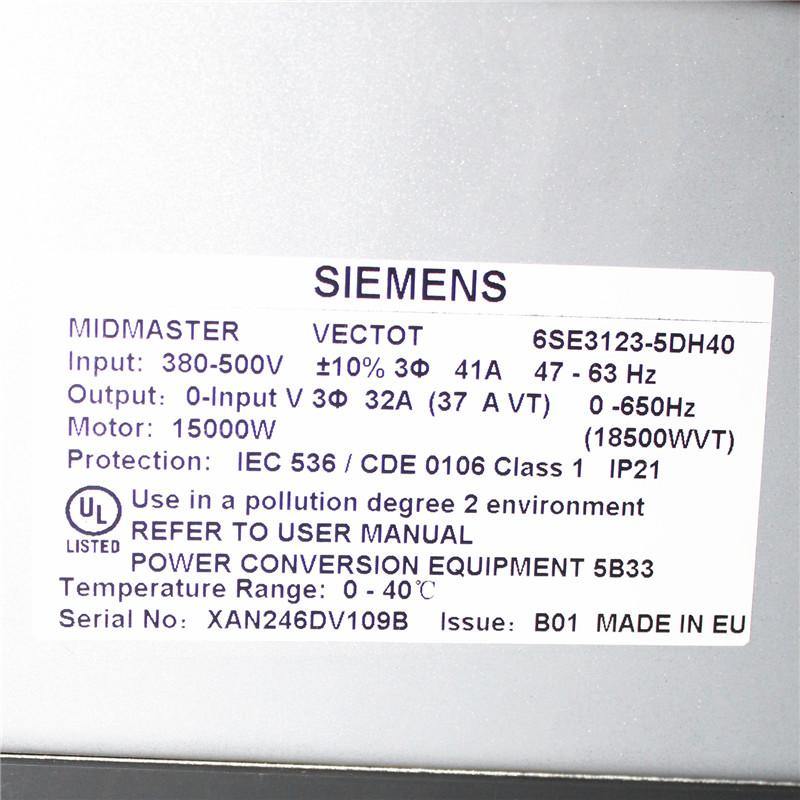 SIEMENS
MIDMASTER VECTOT 6SE3123-5DH40
Input: 380-500V ±10% 3Φ 41A 47 - 63 Hz
Output: 0-Input V 3Φ 32A (37 A VT) 0 -650Hz
Motor: 15000W (18500WVT)
Protection: IEC 536 / CDE 0106 Class 1 IP21
UL
LISTED
Use in a pollution degree 2 environment
REFER TO USER MANUAL
POWER CONVERSION EQUIPMENT 5B33
Temperature Range: 0 - 40℃
Serial No: XAN246DV109B Issue: B01 MADE IN EU